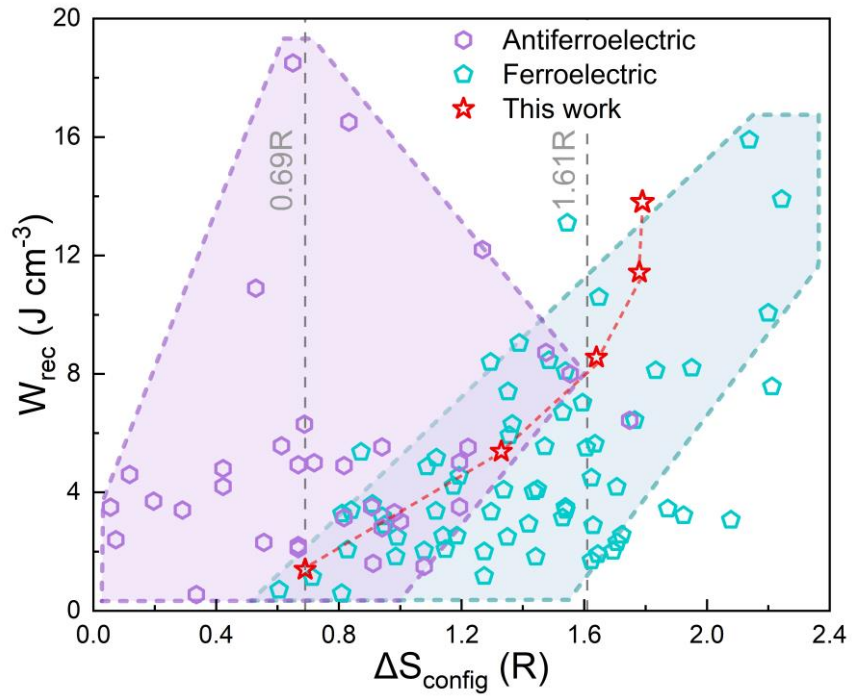 20
16
12
8
4
0
W_rec (J cm⁻³)
Antiferroelectric
Ferroelectric
This work
0.69R
1.61R
0.0 0.4 0.8 1.2 1.6 2.0 2.4
ΔS_config (R)